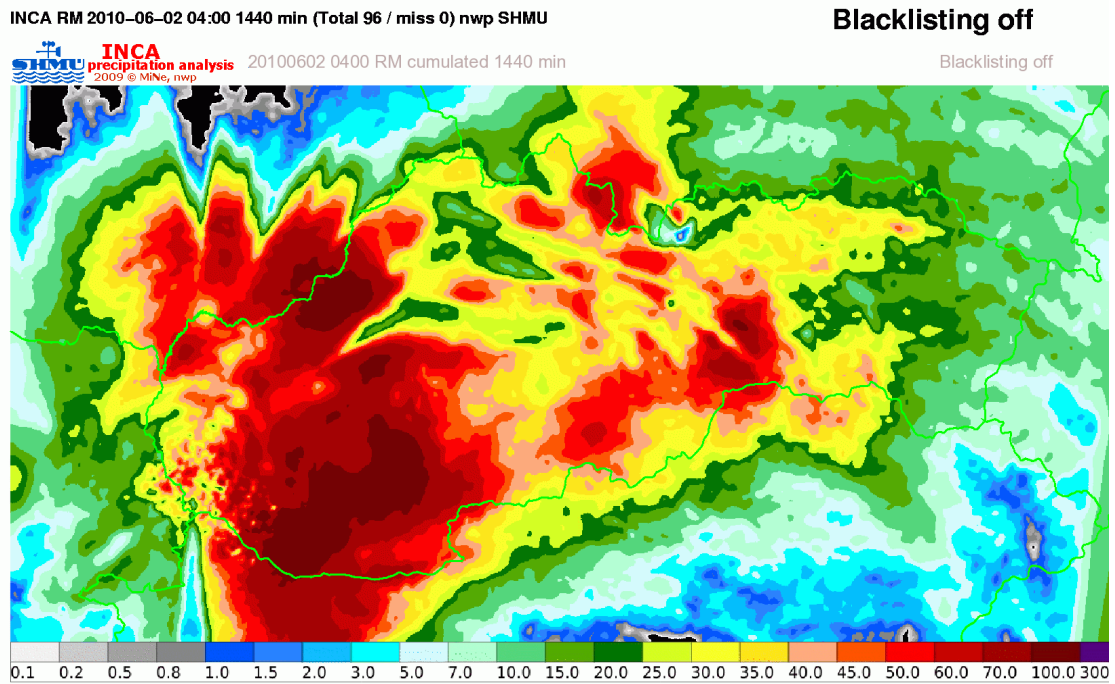 INCA RM 2010-06-02 04:00 1440 min (Total 96 / miss 0) nwp SHMU
Blacklisting off
SHMU
INCA
precipitation analysis
2009 © MiNe, nwp
20100602 0400 RM cumulated 1440 min
Blacklisting off
0.1 0.2 0.5 0.8 1.0 1.5 2.0 3.0 5.0 7.0 10.0 15.0 20.0 25.0 30.0 35.0 40.0 45.0 50.0 60.0 70.0 100.0 300